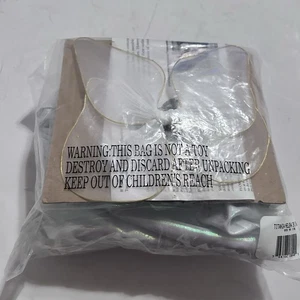 WARNING:THIS BAG IS NOT A TOY
DESTROY AND DISCARD AFTER UNPACKING
KEEP OUT OF CHILDREN'S REACH